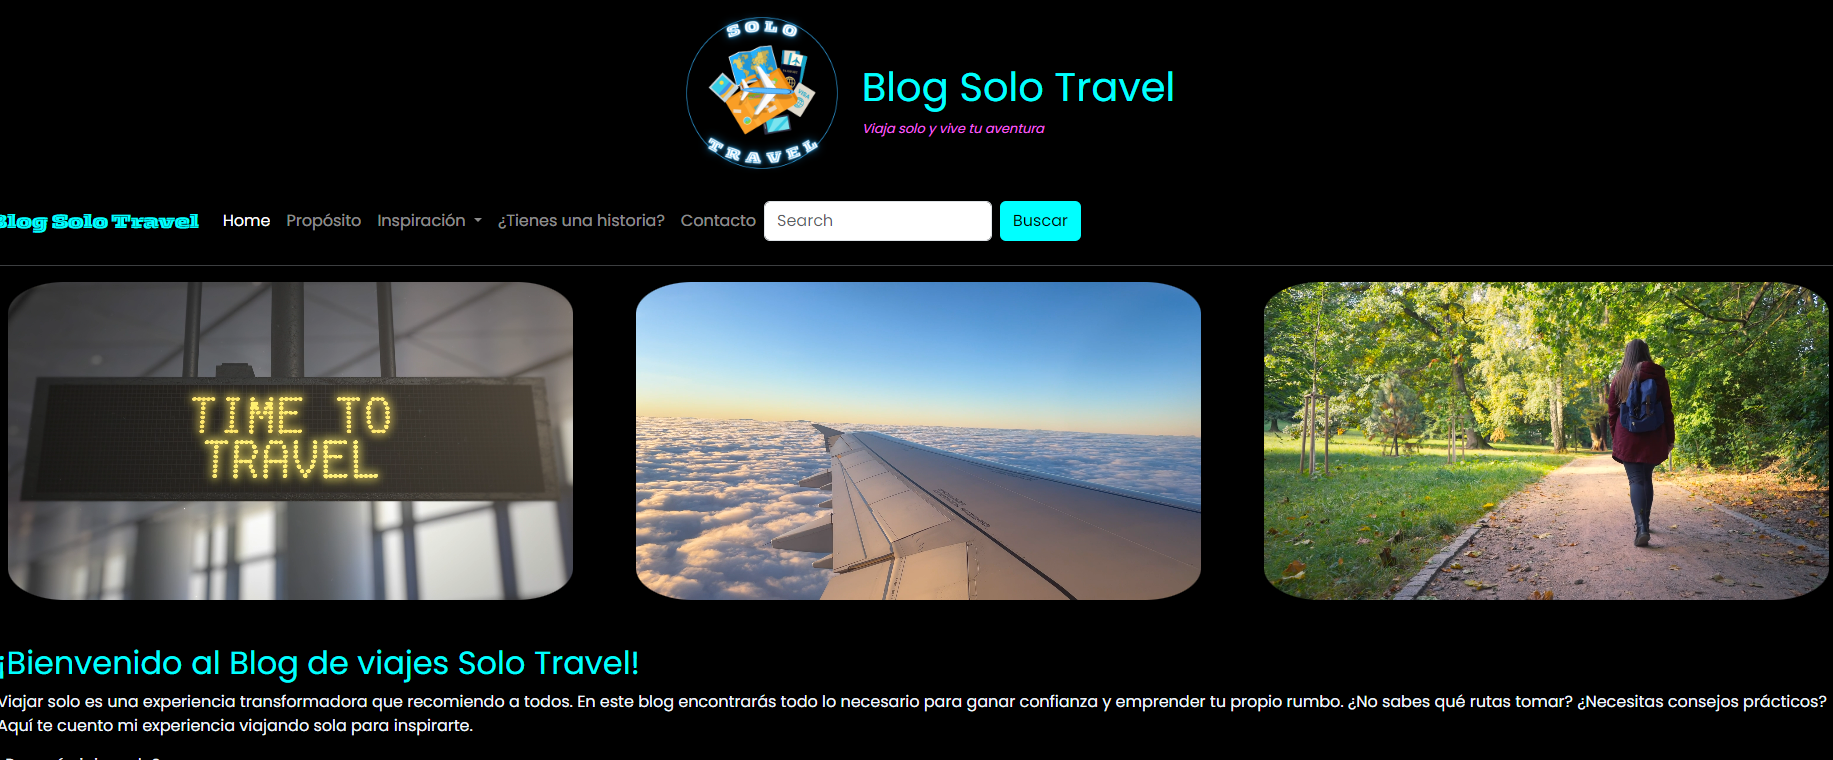 SOLO
TRAVEL
VISA
Blog Solo Travel
Viaja solo y vive tu aventura
Blog Solo Travel Home Propósito Inspiración ¿Tienes una historia? Contacto Search Buscar
TIME TO
TRAVEL
¡Bienvenido al Blog de viajes Solo Travel!
Viajar solo es una experiencia transformadora que recomiendo a todos. En este blog encontrarás todo lo necesario para ganar confianza y emprender tu propio rumbo. ¿No sabes qué rutas tomar? ¿Necesitas consejos prácticos?
Aquí te cuento mi experiencia viajando sola para inspirarte.